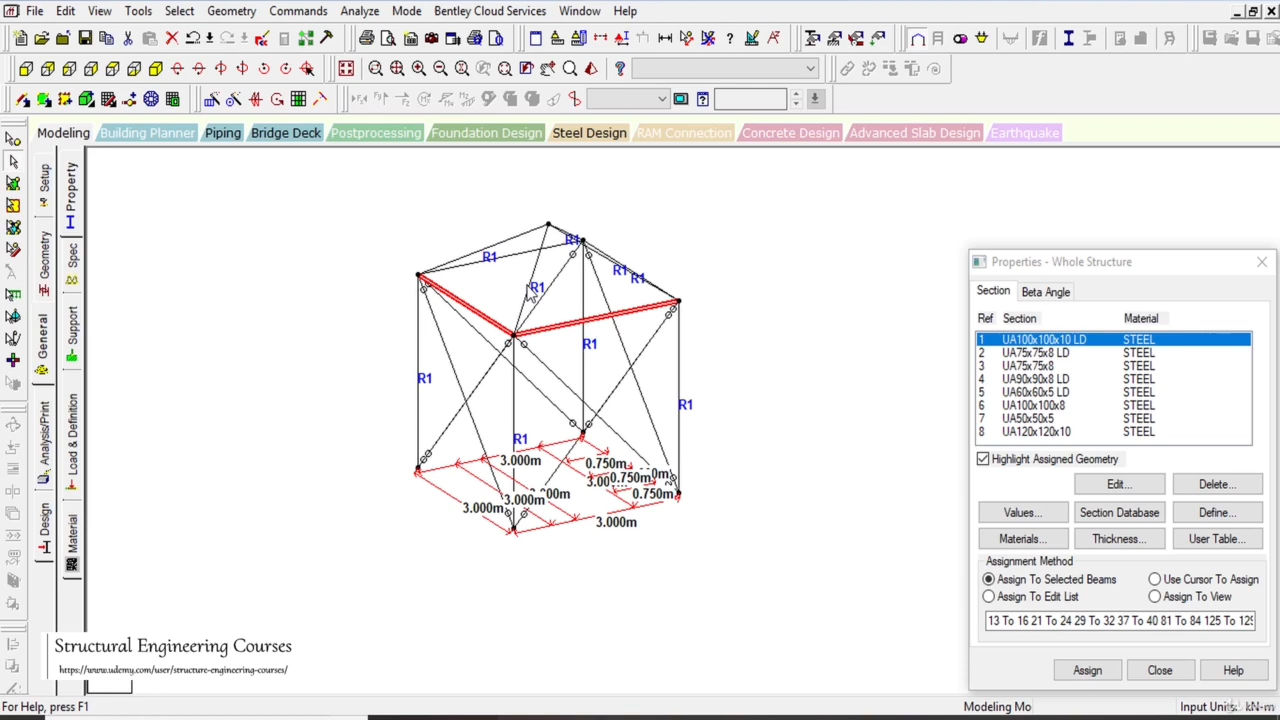 File Edit View Tools Select Geometry Commands Analyze Mode Bentley Cloud Services Window Help
Modeling Building Planner Piping Bridge Deck Postprocessing Foundation Design Steel Design RAM Connection Concrete Design Advanced Slab Design Earthquake
Setup
Geometry
General
Analysis/Print
Design
Property
Spec
Support
Load & Definition
Material
R1
R1
R1
R1
R1
R1
R1
R1
R1
R1
3.000m
0.750m
0.750m
3.000m
0.750m
3.000m
3.000m
Properties - Whole Structure
Section Beta Angle
Ref Section Material
1 UA100x100x10 LD STEEL
2 UA75x75x8 LD STEEL
3 UA75x75x8 STEEL
4 UA90x90x8 LD STEEL
5 UA60x60x5 LD STEEL
6 UA100x100x8 STEEL
7 UA50x50x5 STEEL
8 UA120x120x10 STEEL
Highlight Assigned Geometry
Edit... Delete...
Values... Section Database Define...
Materials... Thickness... User Table...
Assignment Method
Assign To Selected Beams Use Cursor To Assign
Assign To Edit List Assign To View
13 To 16 21 To 24 29 To 32 37 To 40 81 To 84 125 To 129
Assign Close Help
Structural Engineering Courses
https://www.udemy.com/user/structure-engineering-courses/
For Help, press F1 Modeling Mo Input Units: kN-m